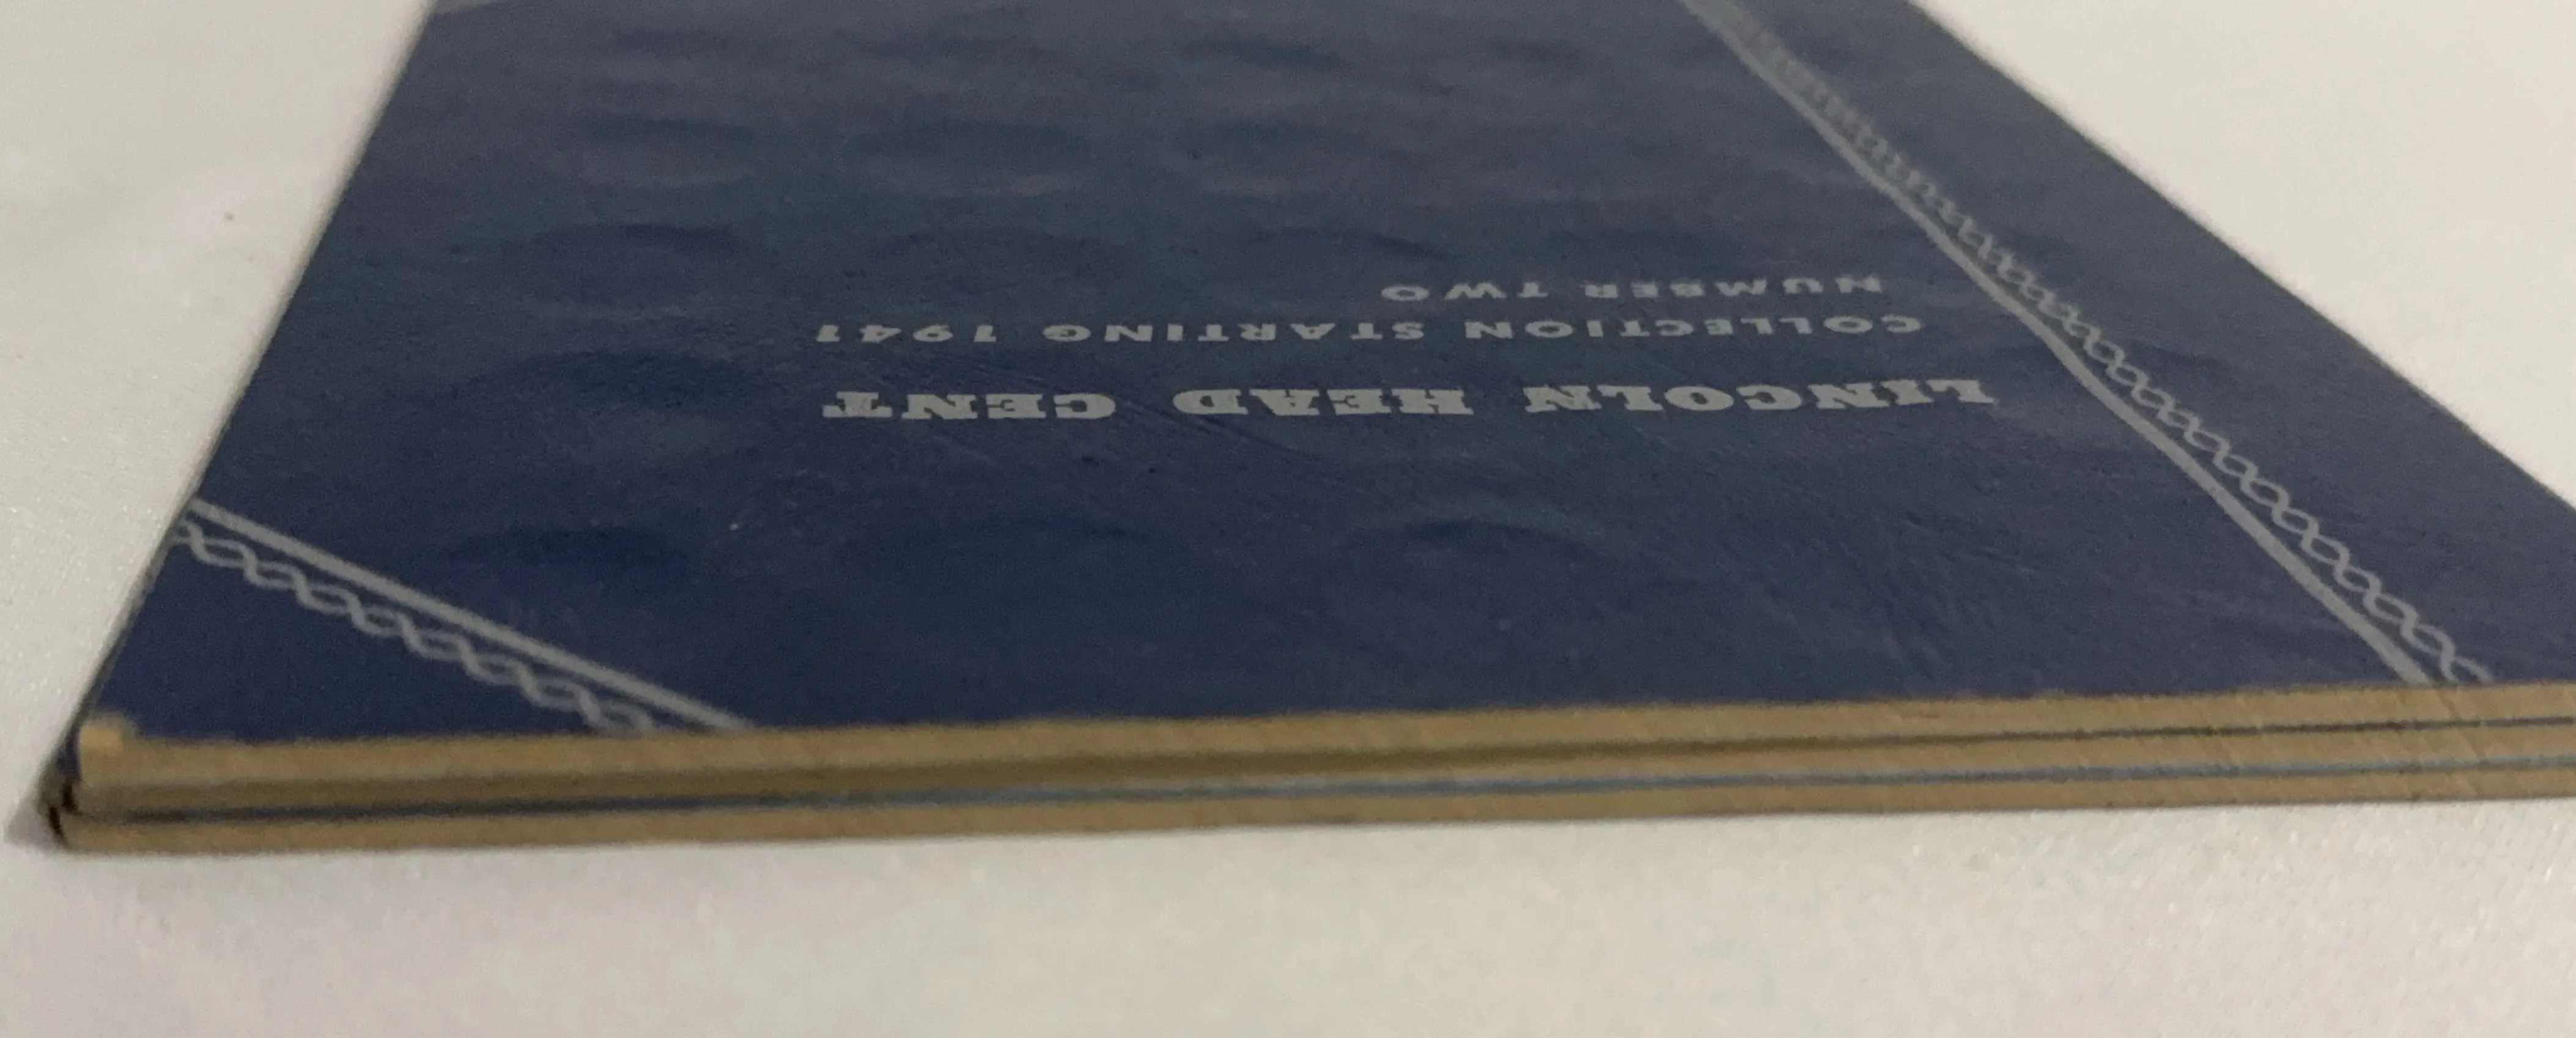 LINCOLN HEAD CENT
COLLECTION STARTING 1941
NUMBER TWO